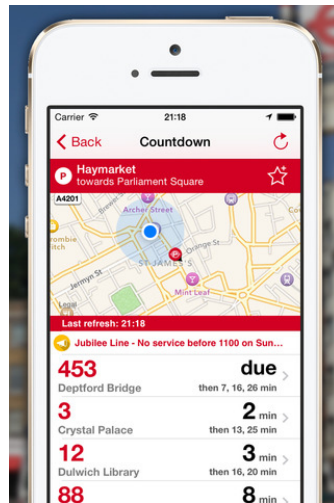 Carrier 21:18
Back Countdown
P Haymarket
towards Parliament Square
A4201
Brewer
Archer Street
Orange St
ST JAMES'S
Jermyn St
Mint Leaf
Last refresh: 21:18
Jubilee Line - No service before 1100 on Sun...
453 due
Deptford Bridge then 7, 16, 26 min
3 2 min
Crystal Palace then 13, 25 min
12 3 min
Dulwich Library then 16, 20 min
88 8 min